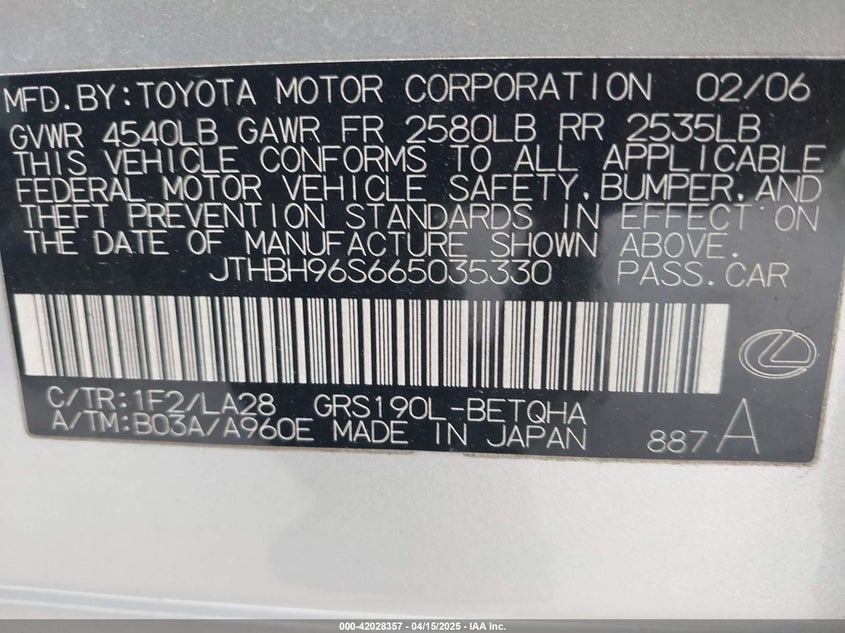 MFD.BY:TOYOTA MOTOR CORPORATION 02/06
GVWR 4540LB GAWR FR 2580LB RR 2535LB
THIS VEHICLE CONFORMS TO ALL APPLICABLE
FEDERAL MOTOR VEHICLE SAFETY,BUMPER,AND
THEFT PREVENTION STANDARDS IN EFFECT ON
THE DATE OF MANUFACTURE SHOWN ABOVE.
JTHBH96S665035330 PASS.CAR
C/TR:1F2/LA28 GRS190L-BETQHA
A/TM:B03A/A960E MADE IN JAPAN 887A
000-42028357 - 04/15/2025 - IAA Inc.